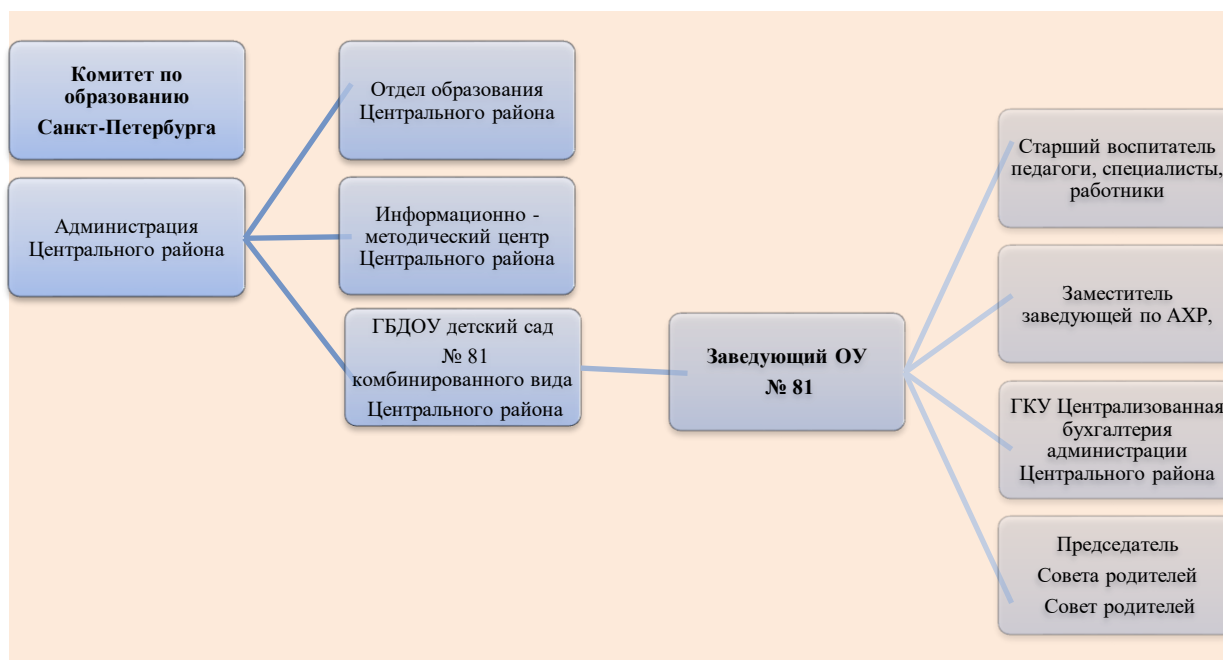 Комитет по
образованию
Санкт-Петербурга
Администрация
Центрального района
Отдел образования
Центрального района
Информационно -
методический центр
Центрального района
ГБДОУ детский сад
№ 81
комбинированного вида
Центрального района
Заведующий ОУ
№ 81
Старший воспитатель
педагоги, специалисты,
работники
Заместитель
заведующей по АХР,
ГКУ Централизованная
бухгалтерия
администрации
Центрального района
Председатель
Совета родителей
Совет родителей